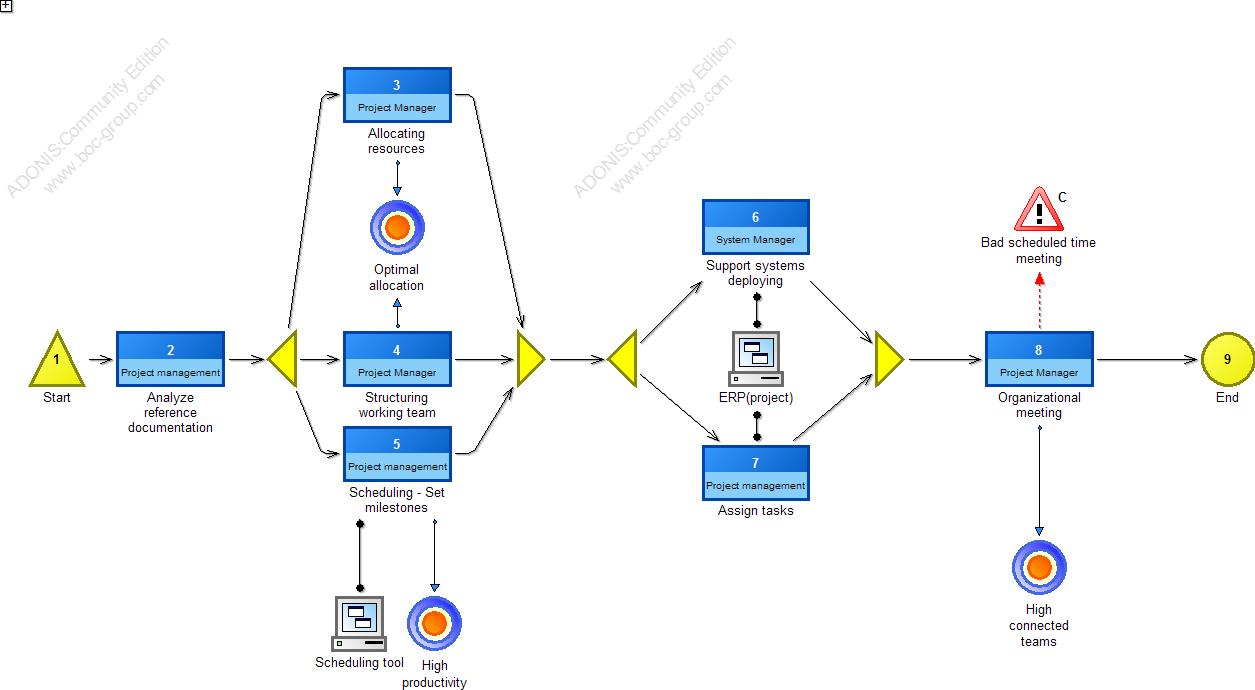 ADONIS:Community Edition
www.boc-group.com
ADONIS:Community Edition
www.boc-group.com
1
Start
2
Project management
Analyze
reference
documentation
3
Project Manager
Allocating
resources
Optimal
allocation
4
Project Manager
Structuring
working team
5
Project management
Scheduling - Set
milestones
Scheduling tool
High
productivity
6
System Manager
Support systems
deploying
ERP(project)
7
Project management
Assign tasks
C
Bad scheduled time
meeting
8
Project Manager
Organizational
meeting
High
connected
teams
9
End